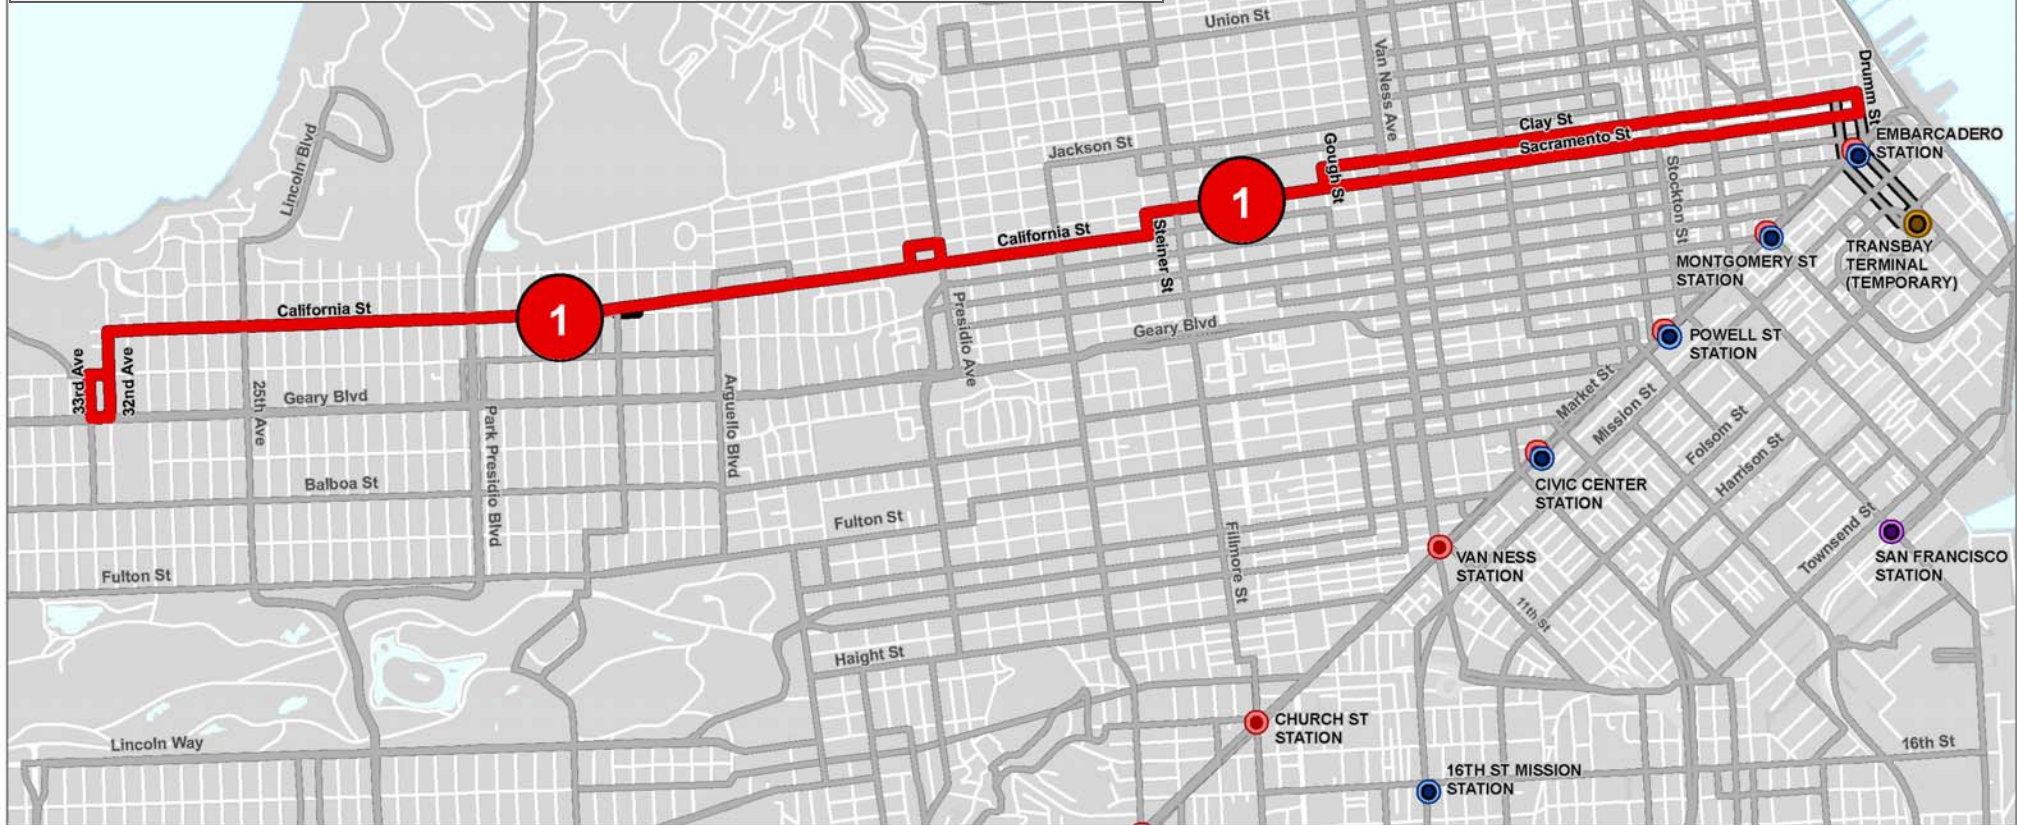 Union St
Van Ness Ave
Drumm St
Lincoln Blvd
Jackson St
Gough St
Clay St
Sacramento St
EMBARCADERO
STATION
1
Stockton St
California St
Steiner St
MONTGOMERY ST
STATION
TRANSBAY
TERMINAL
(TEMPORARY)
California St
1
Presidio Ave
Geary Blvd
POWELL ST
STATION
33rd Ave
32nd Ave
25th Ave
Geary Blvd
Park Presidio Blvd
Arguello Blvd
Market St
Mission St
Folsom St
Harrison St
Balboa St
CIVIC CENTER
STATION
Fulton St
Fillmore St
Townsend St
VAN NESS
STATION
SAN FRANCISCO
STATION
Fulton St
11th St
Haight St
CHURCH ST
STATION
Lincoln Way
16th St
16TH ST MISSION
STATION